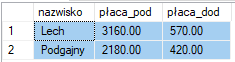 nazwisko płaca_pod płaca_dod
1 Lech 3160.00 570.00
2 Podgajny 2180.00 420.00